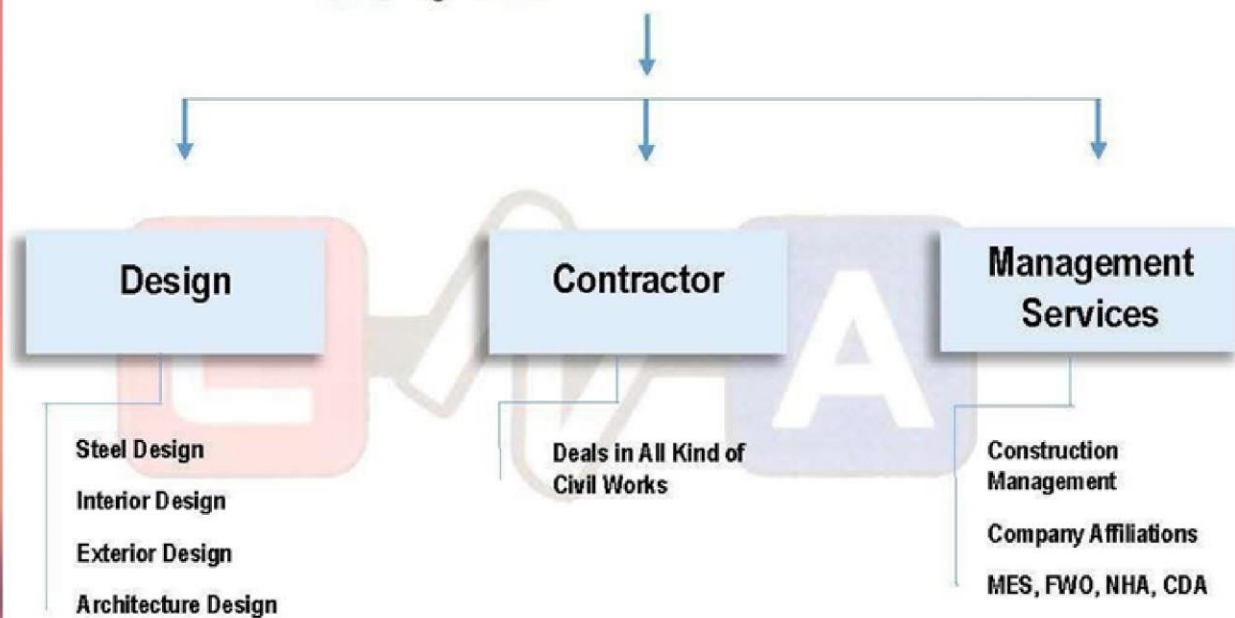 Design
Contractor
Management
Services
Steel Design
Interior Design
Exterior Design
Architecture Design
Deals in All Kind of
Civil Works
Construction
Management
Company Affiliations
MES, FWO, NHA, CDA
A